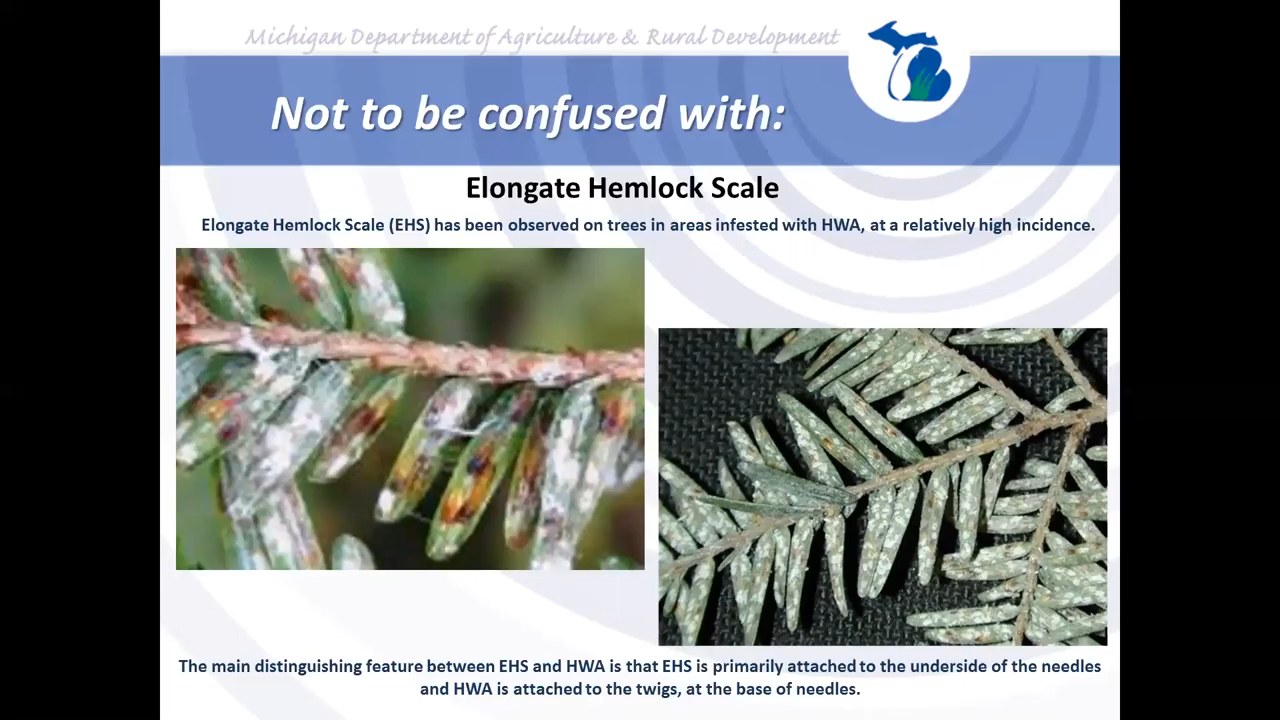 Michigan Department of Agriculture & Rural Development
Not to be confused with:
Elongate Hemlock Scale
Elongate Hemlock Scale (EHS) has been observed on trees in areas infested with HWA, at a relatively high incidence.
The main distinguishing feature between EHS and HWA is that EHS is primarily attached to the underside of the needles
and HWA is attached to the twigs, at the base of needles.